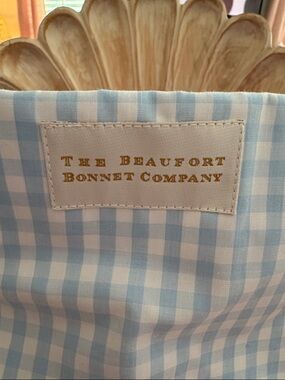 THE BEAUFORT
BONNET COMPANY